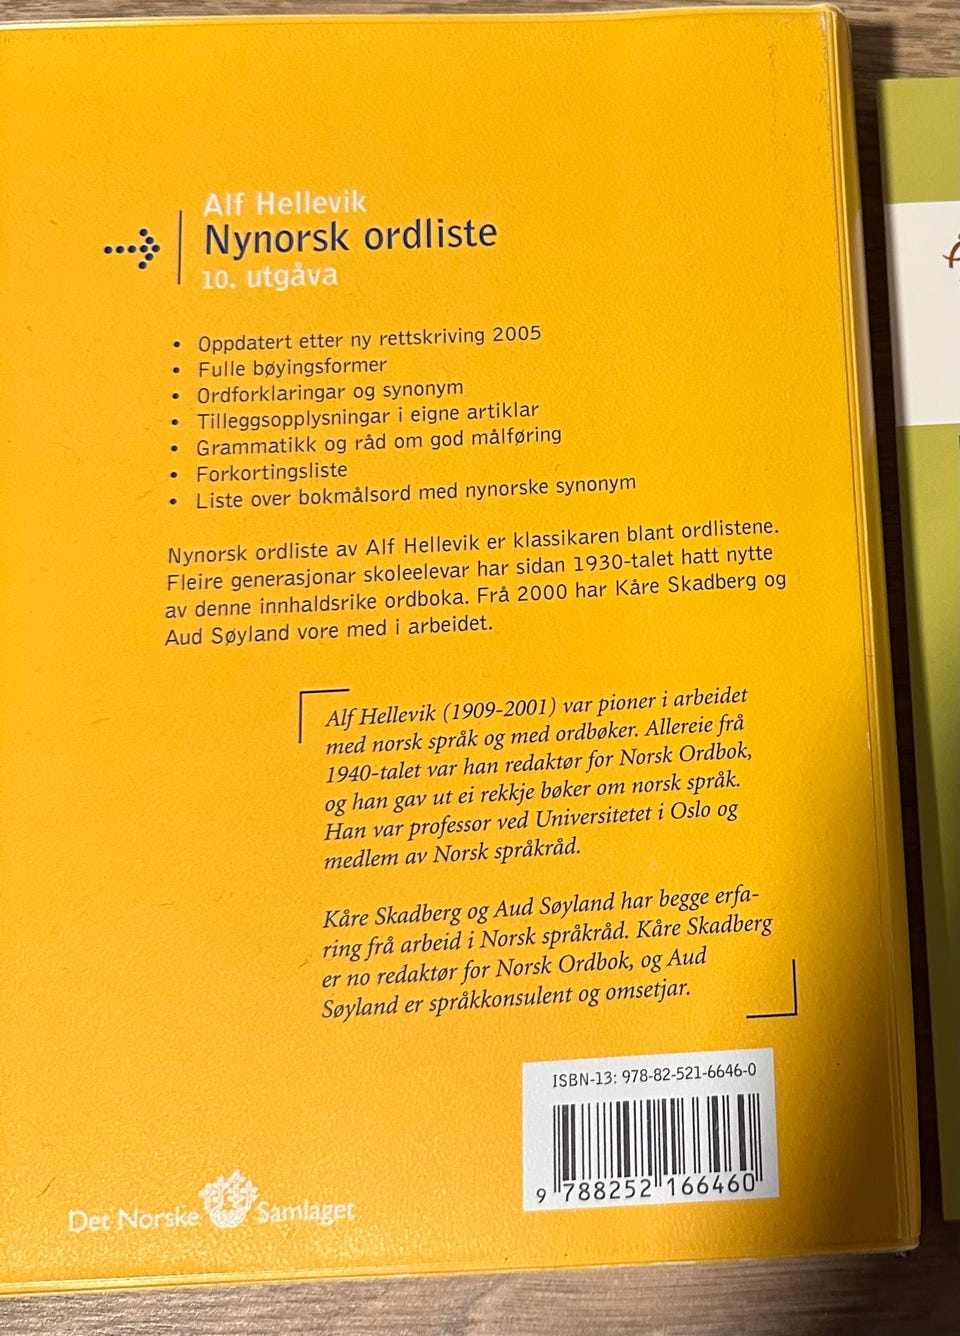 Alf Hellevik
Nynorsk ordliste
10. utgåva
• Oppdatert etter ny rettskriving 2005
• Fulle bøyingsformer
• Ordforklaringar og synonym
• Tilleggsopplysningar i eigne artiklar
• Grammatikk og råd om god målføring
• Forkortingsliste
• Liste over bokmålsord med nynorske synonym
Nynorsk ordliste av Alf Hellevik er klassikaren blant ordlistene.
Fleire generasjonar skoleelevar har sidan 1930-talet hatt nytte
av denne innhaldsrike ordboka. Frå 2000 har Kåre Skadberg og
Aud Søyland vore med i arbeidet.
Alf Hellevik (1909-2001) var pioner i arbeidet
med norsk språk og med ordbøker. Allereie frå
1940-talet var han redaktør for Norsk Ordbok,
og han gav ut ei rekkje bøker om norsk språk.
Han var professor ved Universitetet i Oslo og
medlem av Norsk språkråd.
Kåre Skadberg og Aud Søyland har begge erfa-
ring frå arbeid i Norsk språkråd. Kåre Skadberg
er no redaktør for Norsk Ordbok, og Aud
Søyland er språkkonsulent og omsetjar.
ISBN-13: 978-82-521-6646-0
9 788252 166460
Det Norske Samlaget